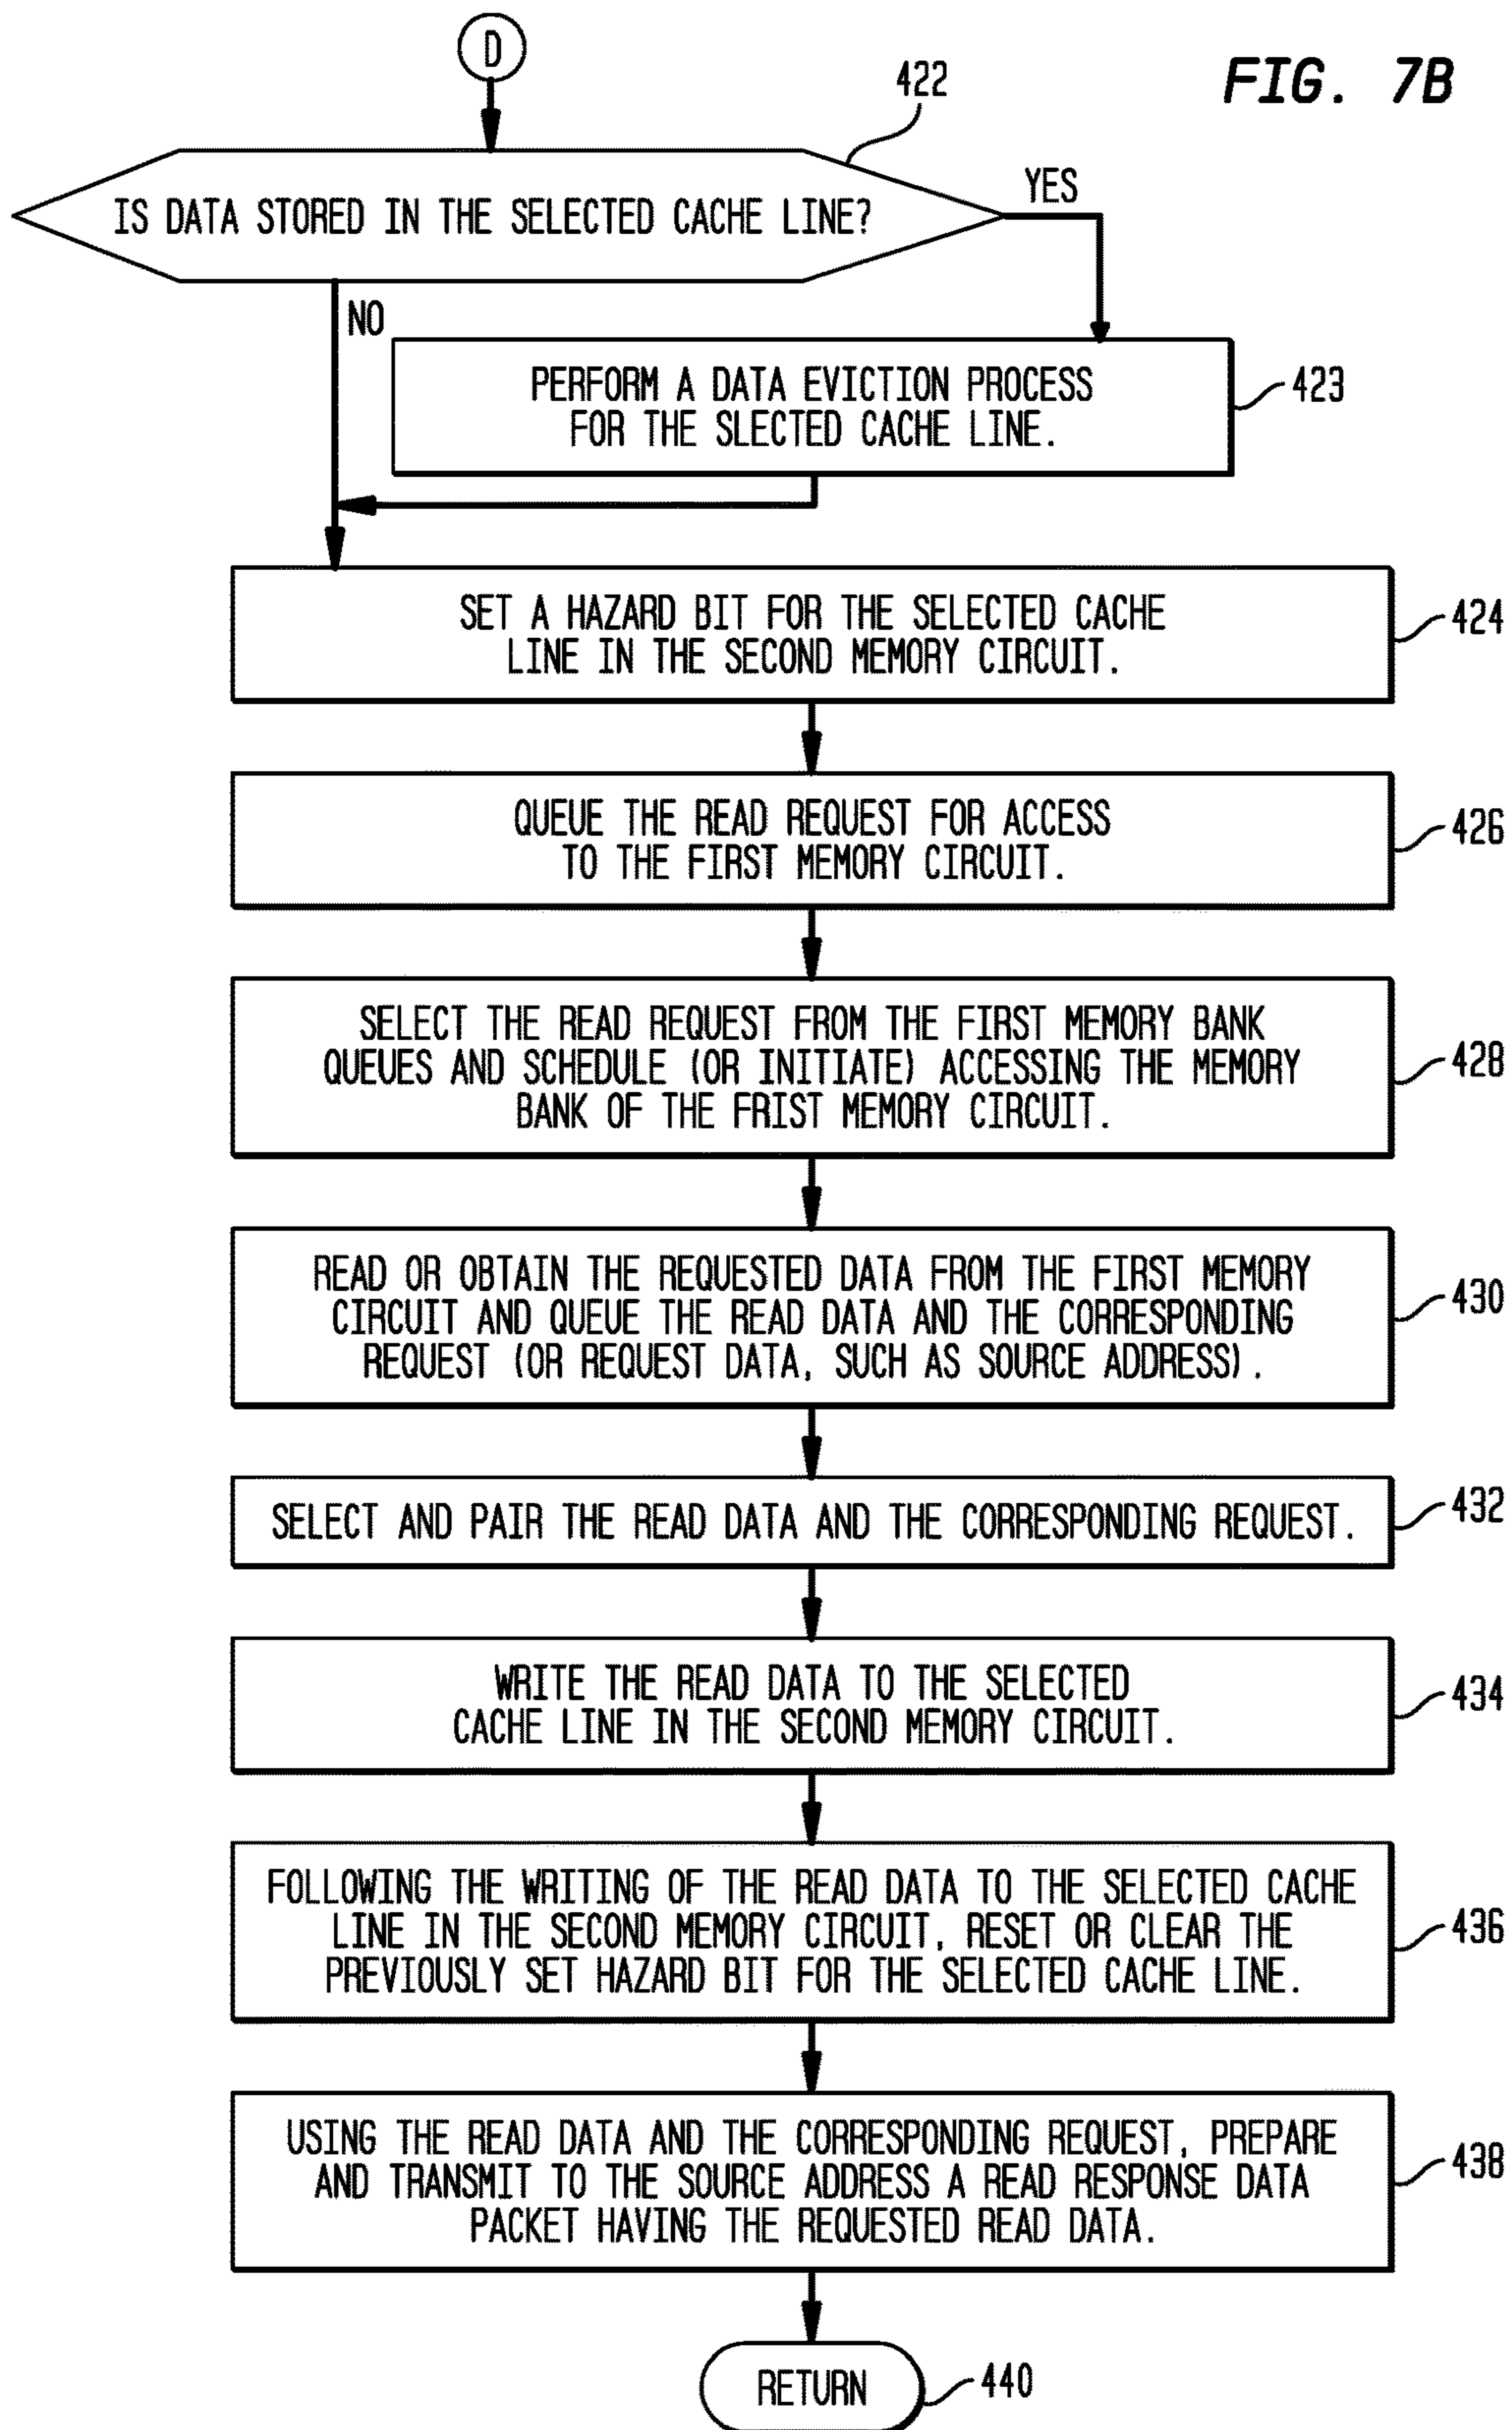 D
FIG. 7B
422
IS DATA STORED IN THE SELECTED CACHE LINE?
YES
NO
PERFORM A DATA EVICTION PROCESS
FOR THE SLECTED CACHE LINE.
423
SET A HAZARD BIT FOR THE SELECTED CACHE
LINE IN THE SECOND MEMORY CIRCUIT.
424
QUEUE THE READ REQUEST FOR ACCESS
TO THE FIRST MEMORY CIRCUIT.
426
SELECT THE READ REQUEST FROM THE FIRST MEMORY BANK
QUEUES AND SCHEDULE (OR INITIATE) ACCESSING THE MEMORY
BANK OF THE FRIST MEMORY CIRCUIT.
428
READ OR OBTAIN THE REQUESTED DATA FROM THE FIRST MEMORY
CIRCUIT AND QUEUE THE READ DATA AND THE CORRESPONDING
REQUEST (OR REQUEST DATA, SUCH AS SOURCE ADDRESS).
430
SELECT AND PAIR THE READ DATA AND THE CORRESPONDING REQUEST.
432
WRITE THE READ DATA TO THE SELECTED
CACHE LINE IN THE SECOND MEMORY CIRCUIT.
434
FOLLOWING THE WRITING OF THE READ DATA TO THE SELECTED CACHE
LINE IN THE SECOND MEMORY CIRCUIT, RESET OR CLEAR THE
PREVIOUSLY SET HAZARD BIT FOR THE SELECTED CACHE LINE.
436
USING THE READ DATA AND THE CORRESPONDING REQUEST, PREPARE
AND TRANSMIT TO THE SOURCE ADDRESS A READ RESPONSE DATA
PACKET HAVING THE REQUESTED READ DATA.
438
RETURN
440